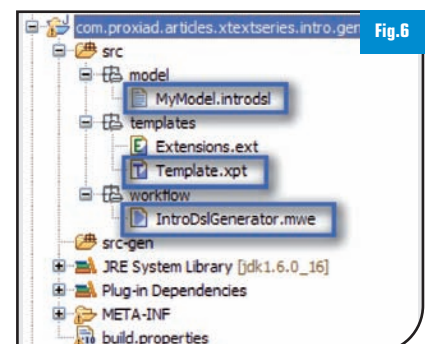 com.proxiad.articles.xtextseries.intro.gen
Fig.6
src
model
MyModel.introdsl
templates
Extensions.ext
Template.xpt
workflow
IntroDslGenerator.mwe
src-gen
JRE System Library [jdk1.6.0_16]
Plug-in Dependencies
META-INF
build.properties